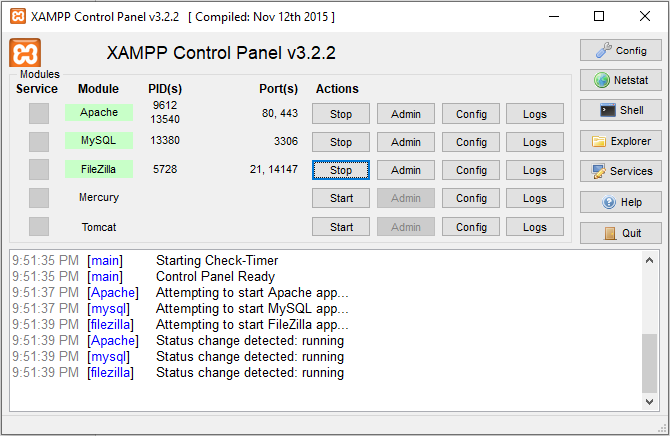 XAMPP Control Panel v3.2.2 [ Compiled: Nov 12th 2015 ]
XAMPP Control Panel v3.2.2
Config
Modules
Service Module PID(s) Port(s) Actions
Netstat
Apache 9612 13540 80, 443 Stop Admin Config Logs
Shell
MySQL 13380 3306 Stop Admin Config Logs
Explorer
FileZilla 5728 21, 14147 Stop Admin Config Logs
Services
Mercury Start Admin Config Logs
Help
Tomcat Start Admin Config Logs
Quit
9:51:35 PM [main] Starting Check-Timer
9:51:35 PM [main] Control Panel Ready
9:51:37 PM [Apache] Attempting to start Apache app...
9:51:37 PM [mysql] Attempting to start MySQL app...
9:51:39 PM [filezilla] Attempting to start FileZilla app...
9:51:39 PM [Apache] Status change detected: running
9:51:39 PM [mysql] Status change detected: running
9:51:39 PM [filezilla] Status change detected: running